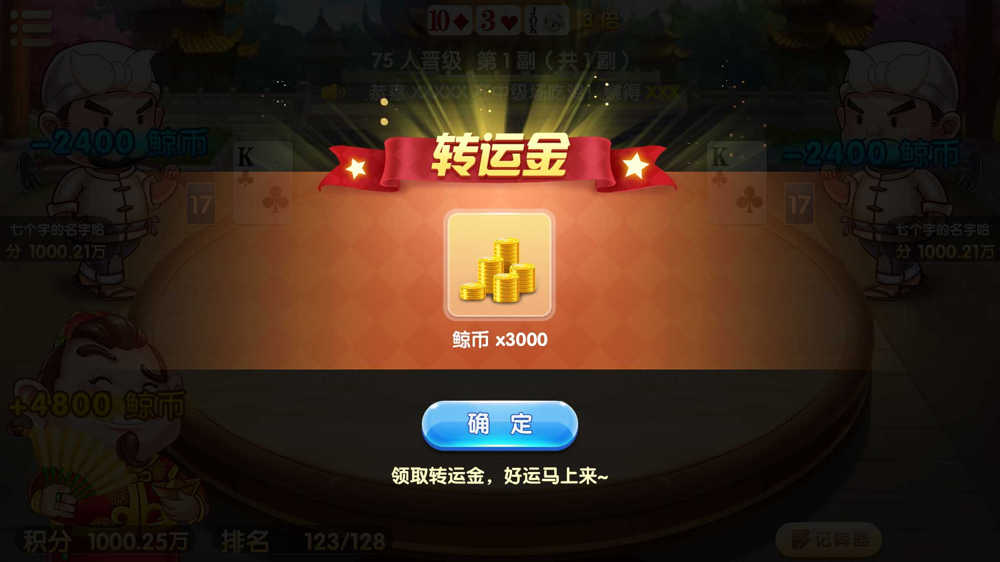 10 3 JOK 3 倍
75 人晋级 第1副（共1副）
恭喜 XXXXX 在中级场吃鸡！赚得 XXX
转运金
-2400 鲸币
-2400 鲸币
K
K
17
17
七个字的名字哈
分 1000.21万
七个字的名字哈
分 1000.21万
鲸币 x3000
+4800 鲸币
确 定
领取转运金，好运马上来~
积分 1000.25万
排名 123/128
记牌器